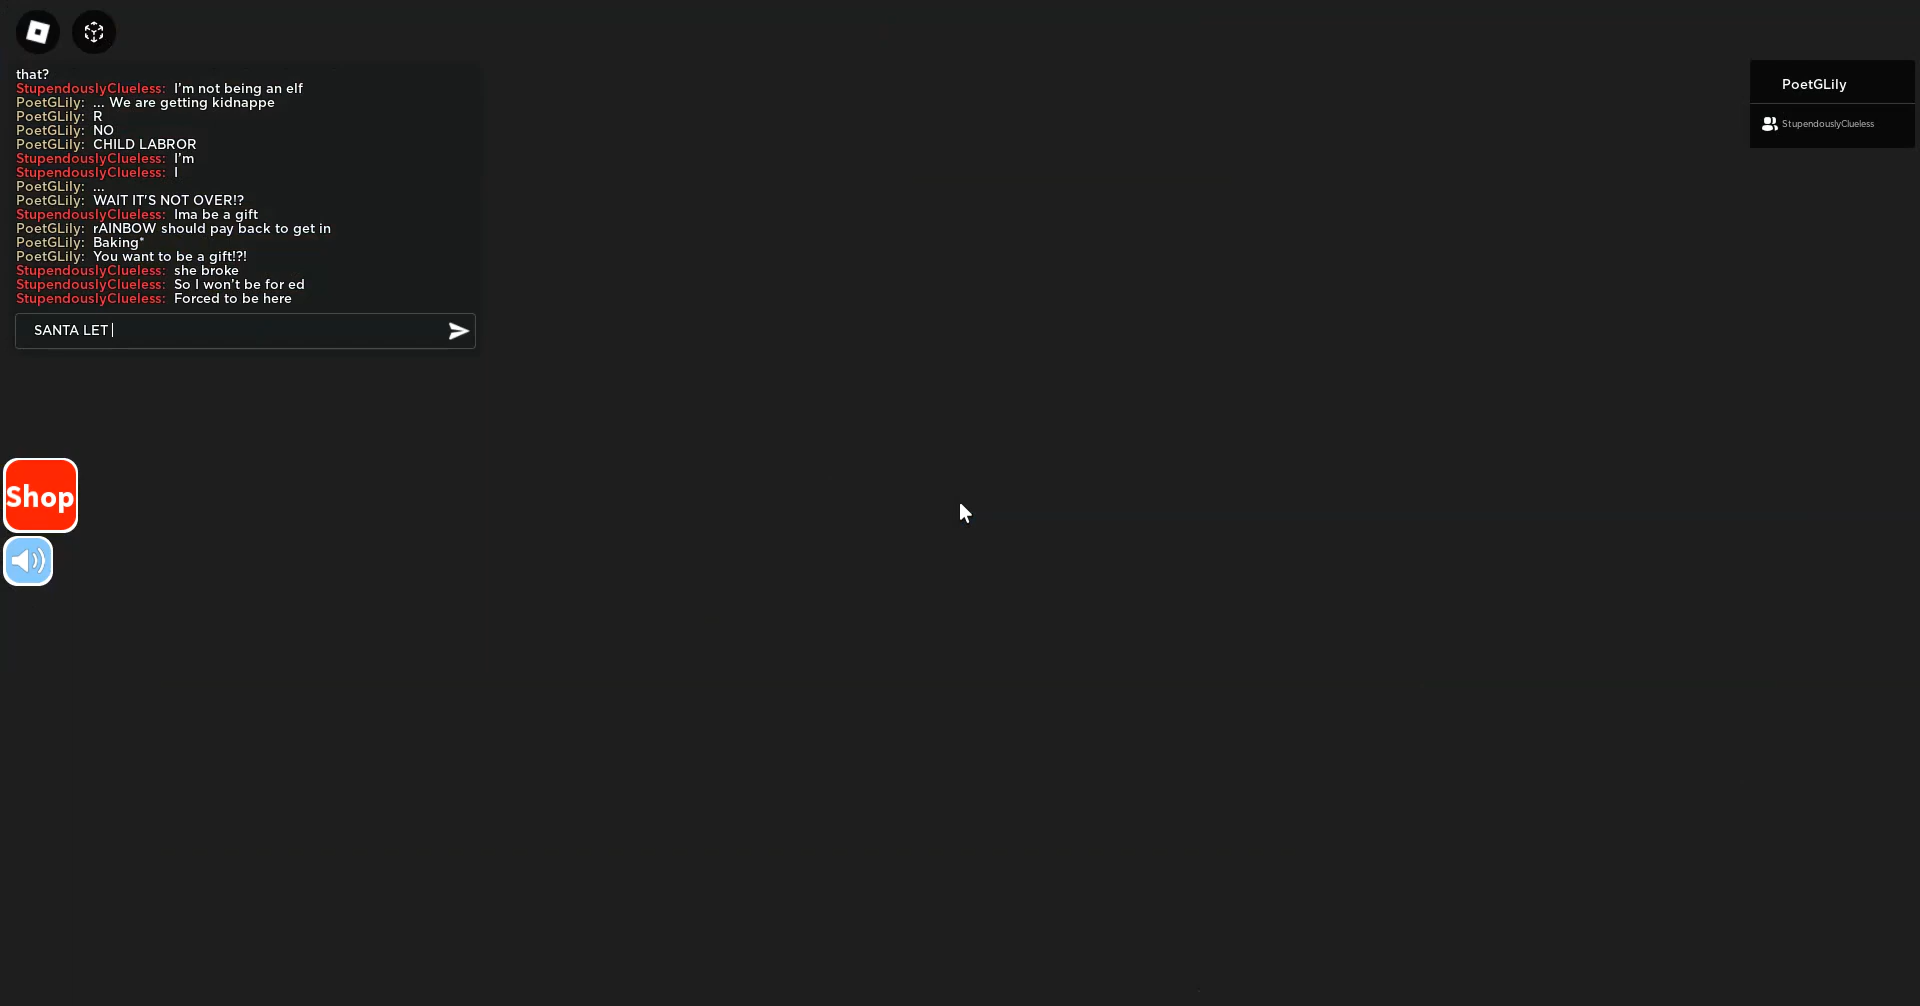 that?
StupendouslyClueless: I'm not being an elf
PoetGLily: ... We are getting kidnappe
PoetGLily: R
PoetGLily: NO
PoetGLily: CHILD LABROR
StupendouslyClueless: I'm
StupendouslyClueless: I
PoetGLily: ...
PoetGLily: WAIT IT'S NOT OVER!?
StupendouslyClueless: Ima be a gift
PoetGLily: rAINBOW should pay back to get in
PoetGLily: Baking*
PoetGLily: You want to be a gift!?!
StupendouslyClueless: she broke
StupendouslyClueless: So I won't be for ed
StupendouslyClueless: Forced to be here
SANTA LET
Shop
PoetGLily
StupendouslyClueless